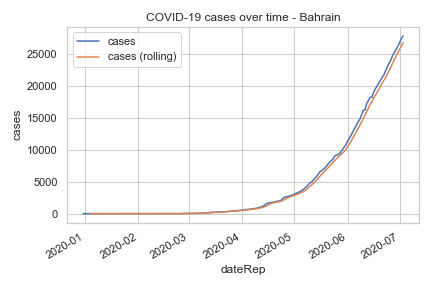 COVID-19 cases over time - Bahrain
cases
cases (rolling)
25000
20000
15000
10000
5000
0
cases
2020-01
2020-02
2020-03
2020-04
2020-05
2020-06
2020-07
dateRep